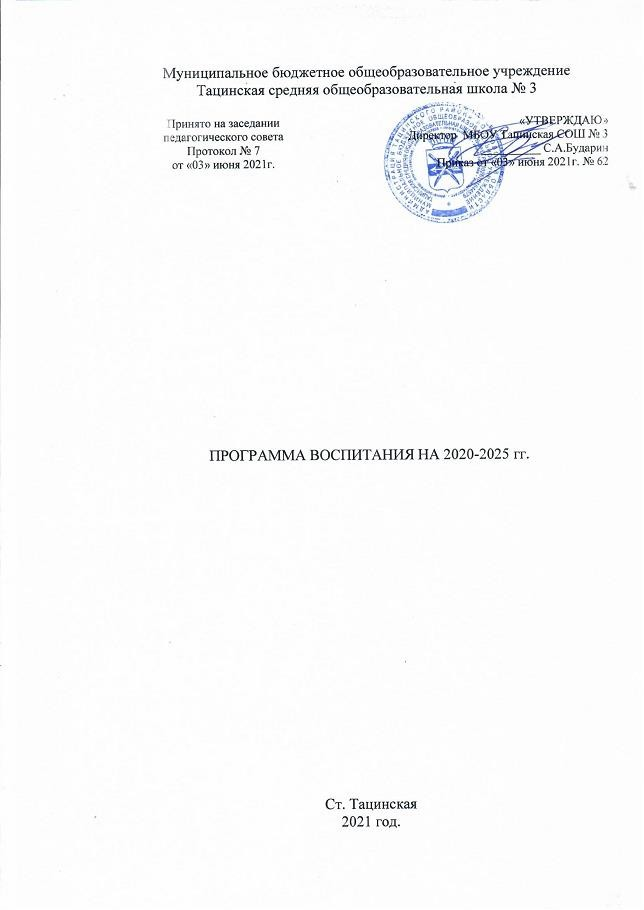 Муниципальное бюджетное общеобразовательное учреждение
Тацинская средняя общеобразовательная школа № 3
Принято на заседании
педагогического совета
Протокол № 7
от «03» июня 2021г.
«УТВЕРЖДАЮ»
Директор МБОУ Тацинская СОШ № 3
С.А.Бударин
Приказ от «03» июня 2021г. № 62
ПРОГРАММА ВОСПИТАНИЯ НА 2020-2025 гг.
Ст. Тацинская
2021 год.